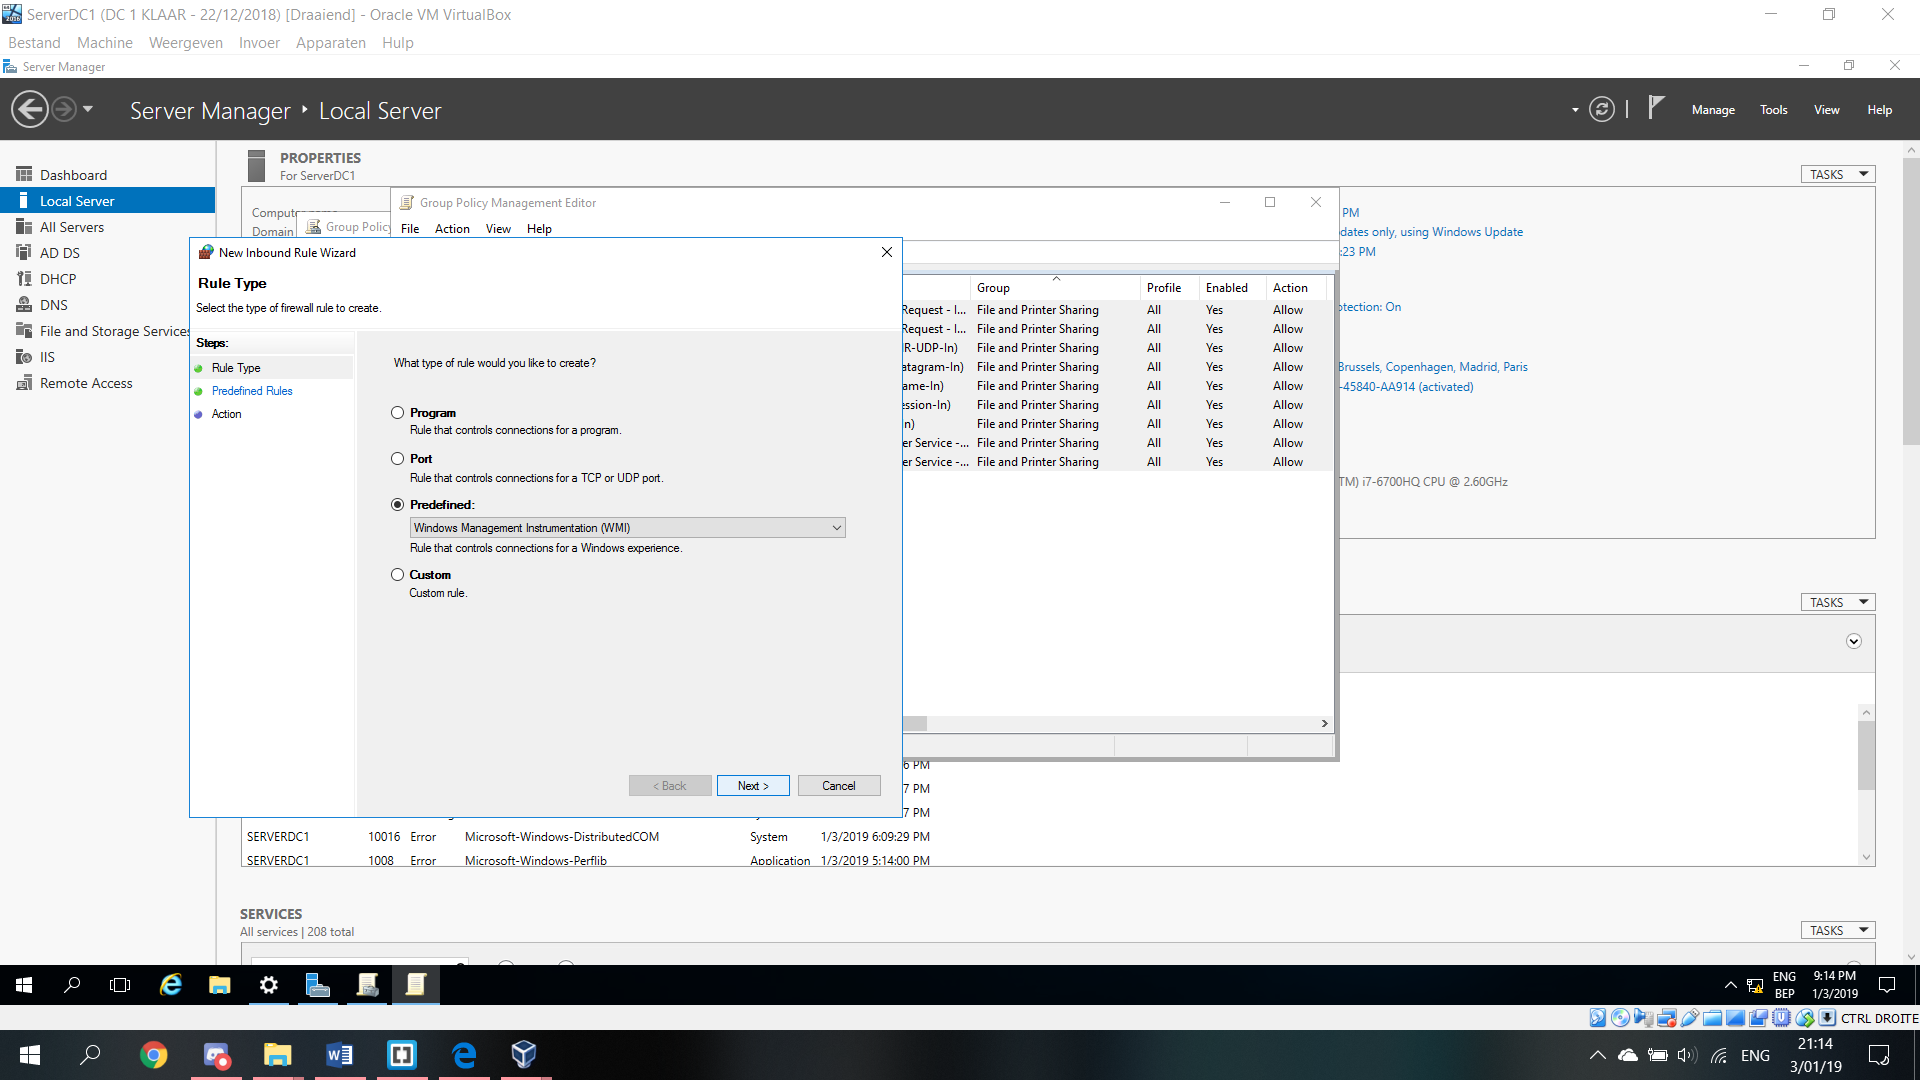 ServerDC1 (DC 1 KLAAR - 22/12/2018) [Draaiend] - Oracle VM VirtualBox
Bestand Machine Weergeven Invoer Apparaten Hulp
Server Manager
Server Manager ‣ Local Server
Manage Tools View Help
Dashboard
Local Server
All Servers
AD DS
DHCP
DNS
File and Storage Services
IIS
Remote Access
PROPERTIES
For ServerDC1
TASKS
Computer name
Domain
PM
dates only, using Windows Update
:23 PM
otection: On
Brussels, Copenhagen, Madrid, Paris
-45840-AA914 (activated)
TM) i7-6700HQ CPU @ 2.60GHz
Group Policy
Group Policy Management Editor
File Action View Help
Group Profile Enabled Action
Request - I... File and Printer Sharing All Yes Allow
Request - I... File and Printer Sharing All Yes Allow
R-UDP-In) File and Printer Sharing All Yes Allow
atagram-In) File and Printer Sharing All Yes Allow
ame-In) File and Printer Sharing All Yes Allow
ession-In) File and Printer Sharing All Yes Allow
n) File and Printer Sharing All Yes Allow
er Service -... File and Printer Sharing All Yes Allow
er Service -... File and Printer Sharing All Yes Allow
New Inbound Rule Wizard
Rule Type
Select the type of firewall rule to create.
Steps:
Rule Type
Predefined Rules
Action
What type of rule would you like to create?
Program
Rule that controls connections for a program.
Port
Rule that controls connections for a TCP or UDP port.
Predefined:
Windows Management Instrumentation (WMI)
Rule that controls connections for a Windows experience.
Custom
Custom rule.
< Back Next > Cancel
TASKS
6 PM
7 PM
7 PM
SERVERDC1 10016 Error Microsoft-Windows-DistributedCOM System 1/3/2019 6:09:29 PM
SERVERDC1 1008 Error Microsoft-Windows-Perflib Application 1/3/2019 5:14:00 PM
SERVICES
All services | 208 total
TASKS
ENG
BEP
9:14 PM
1/3/2019
CTRL DROITE
ENG
21:14
3/01/19